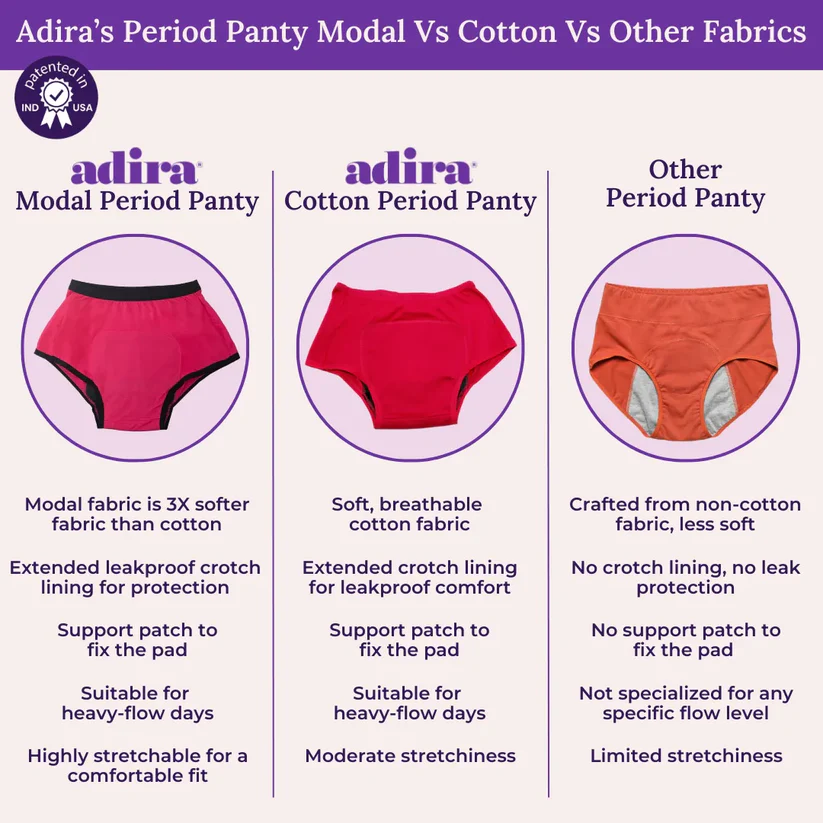 Adira's Period Panty Modal Vs Cotton Vs Other Fabrics
patented in
IND USA
adira®
Modal Period Panty
adira®
Cotton Period Panty
Other
Period Panty
Modal fabric is 3X softer
fabric than cotton
Soft, breathable
cotton fabric
Crafted from non-cotton
fabric, less soft
Extended leakproof crotch
lining for protection
Extended crotch lining
for leakproof comfort
No crotch lining, no leak
protection
Support patch to
fix the pad
Support patch to
fix the pad
No support patch to
fix the pad
Suitable for
heavy-flow days
Suitable for
heavy-flow days
Not specialized for any
specific flow level
Highly stretchable for a
comfortable fit
Moderate stretchiness
Limited stretchiness